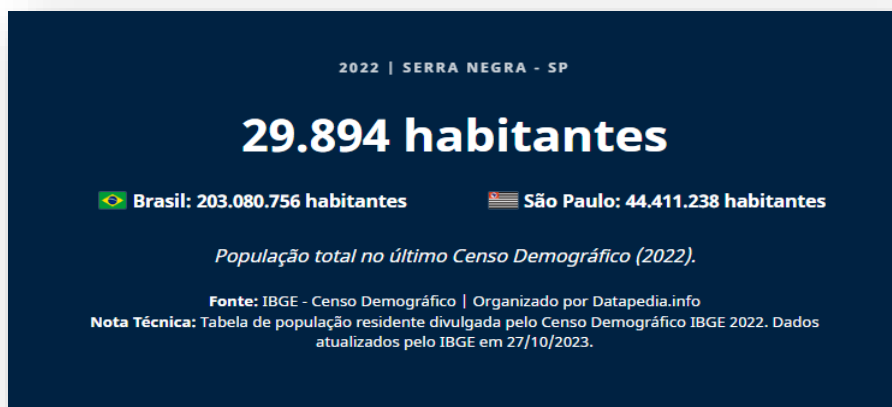 2022 | SERRA NEGRA - SP
29.894 habitantes
Brasil: 203.080.756 habitantes
São Paulo: 44.411.238 habitantes
População total no último Censo Demográfico (2022).
Fonte: IBGE - Censo Demográfico | Organizado por Datapedia.info
Nota Técnica: Tabela de população residente divulgada pelo Censo Demográfico IBGE 2022. Dados
atualizados pelo IBGE em 27/10/2023.